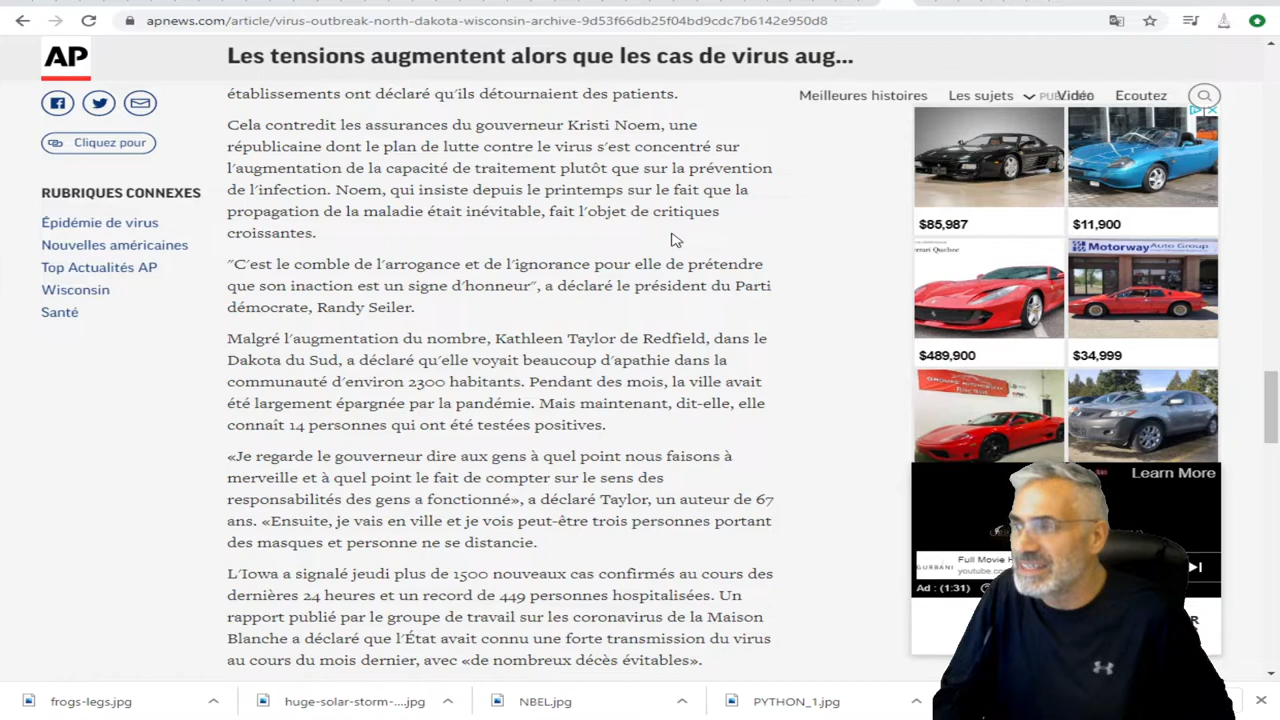 apnews.com/article/virus-outbreak-north-dakota-wisconsin-archive-9d53f66db25f04bd9cdc7b6142e950d8
AP
Les tensions augmentent alors que les cas de virus aug...
Meilleures histoires
Les sujets
Vidéo
Ecoutez
Cliquez pour
RUBRIQUES CONNEXES
Épidémie de virus
Nouvelles américaines
Top Actualités AP
Wisconsin
Santé
établissements ont déclaré qu'ils détournaient des patients.
Cela contredit les assurances du gouverneur Kristi Noem, une
républicaine dont le plan de lutte contre le virus s'est concentré sur
l'augmentation de la capacité de traitement plutôt que sur la prévention
de l'infection. Noem, qui insiste depuis le printemps sur le fait que la
propagation de la maladie était inévitable, fait l'objet de critiques
croissantes.
"C'est le comble de l'arrogance et de l'ignorance pour elle de prétendre
que son inaction est un signe d'honneur", a déclaré le président du Parti
démocrate, Randy Seiler.
Malgré l'augmentation du nombre, Kathleen Taylor de Redfield, dans le
Dakota du Sud, a déclaré qu'elle voyait beaucoup d'apathie dans la
communauté d'environ 2300 habitants. Pendant des mois, la ville avait
été largement épargnée par la pandémie. Mais maintenant, dit-elle, elle
connaît 14 personnes qui ont été testées positives.
«Je regarde le gouverneur dire aux gens à quel point nous faisons à
merveille et à quel point le fait de compter sur le sens des
responsabilités des gens a fonctionné», a déclaré Taylor, un auteur de 67
ans. «Ensuite, je vais en ville et je vois peut-être trois personnes portant
des masques et personne ne se distancie.
L'Iowa a signalé jeudi plus de 1500 nouveaux cas confirmés au cours des
dernières 24 heures et un record de 449 personnes hospitalisées. Un
rapport publié par le groupe de travail sur les coronavirus de la Maison
Blanche a déclaré que l'État avait connu une forte transmission du virus
au cours du mois dernier, avec «de nombreux décès évitables».
$85,987
$11,900
Ferrari Quebec
Motorway Auto Group
$489,900
$34,999
GROUPE AUTOMOBILES
Learn More
GURBANI
Full Movie
youtube.co
Ad : (1:31)
frogs-legs.jpg
huge-solar-storm-....jpg
NBEL.jpg
PYTHON_1.jpg